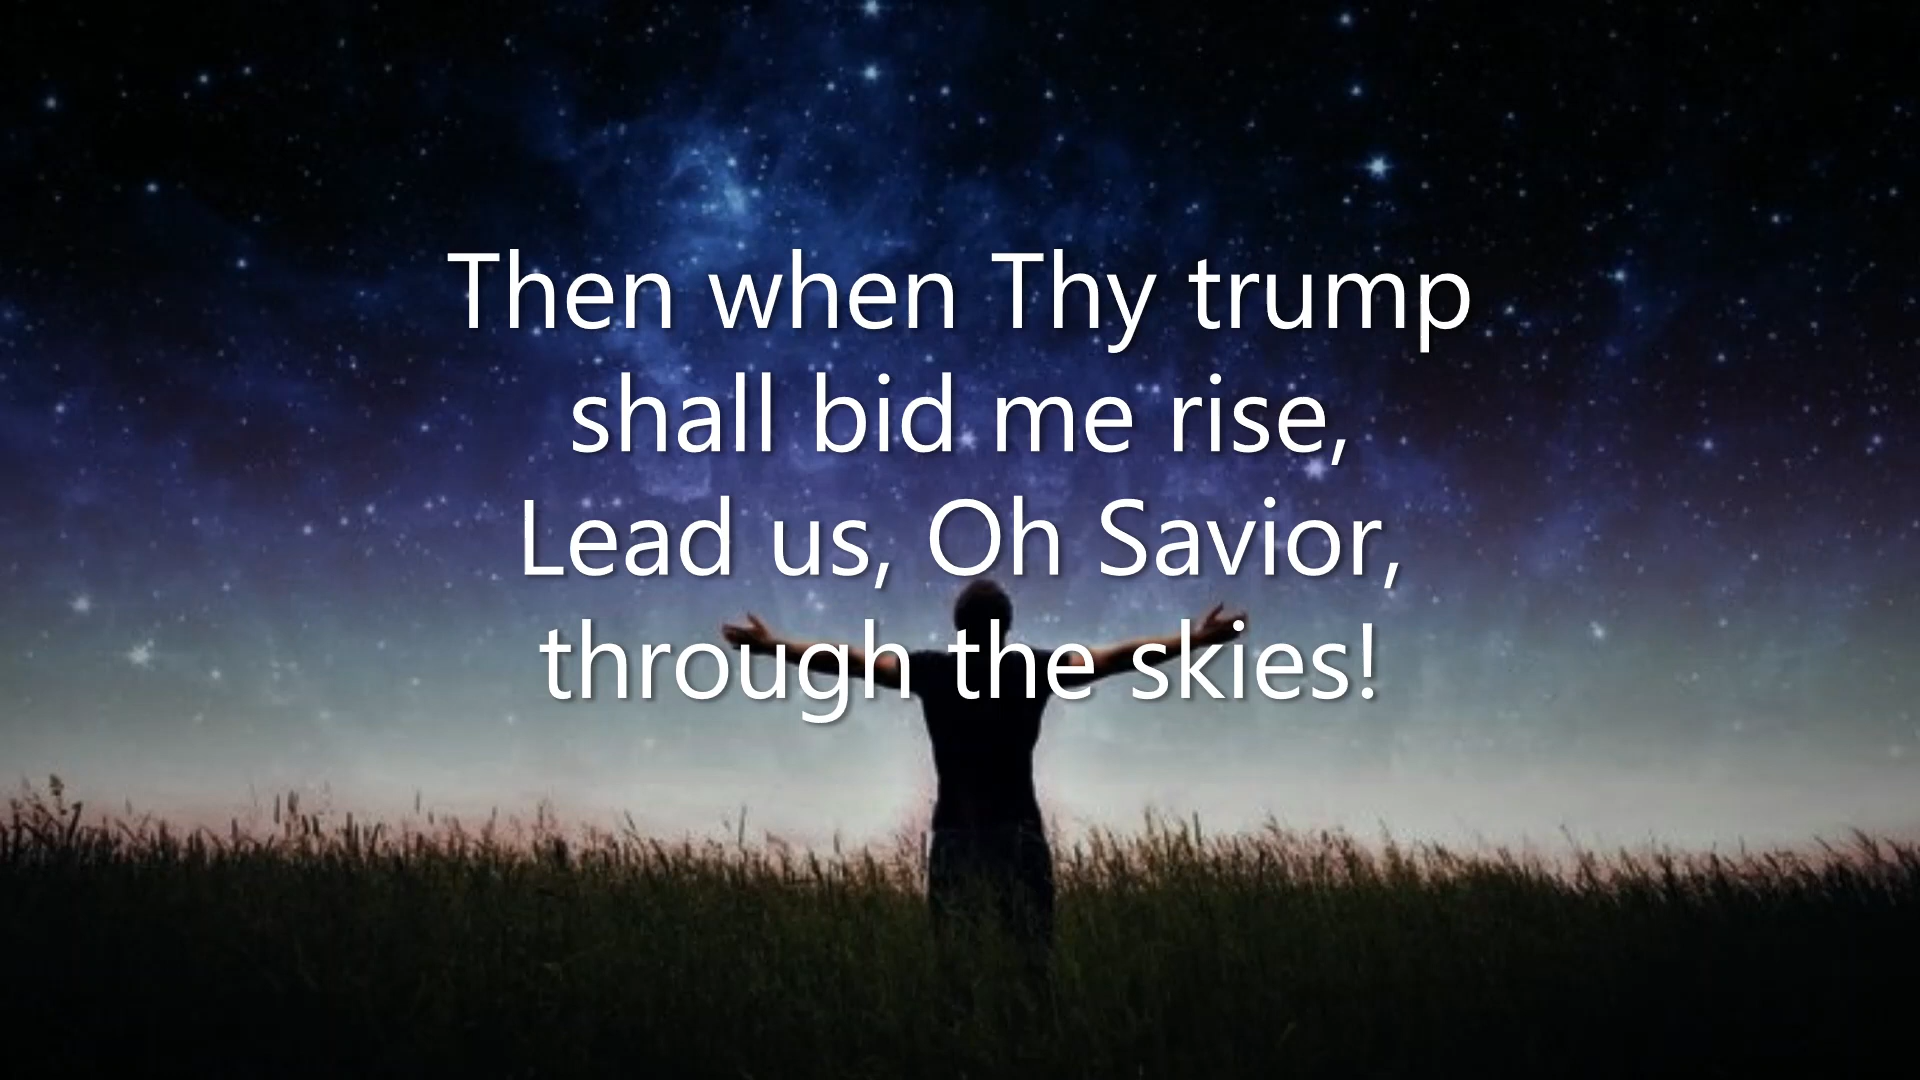 Then when Thy trump
shall bid me rise,
Lead us, Oh Savior,
through the skies!